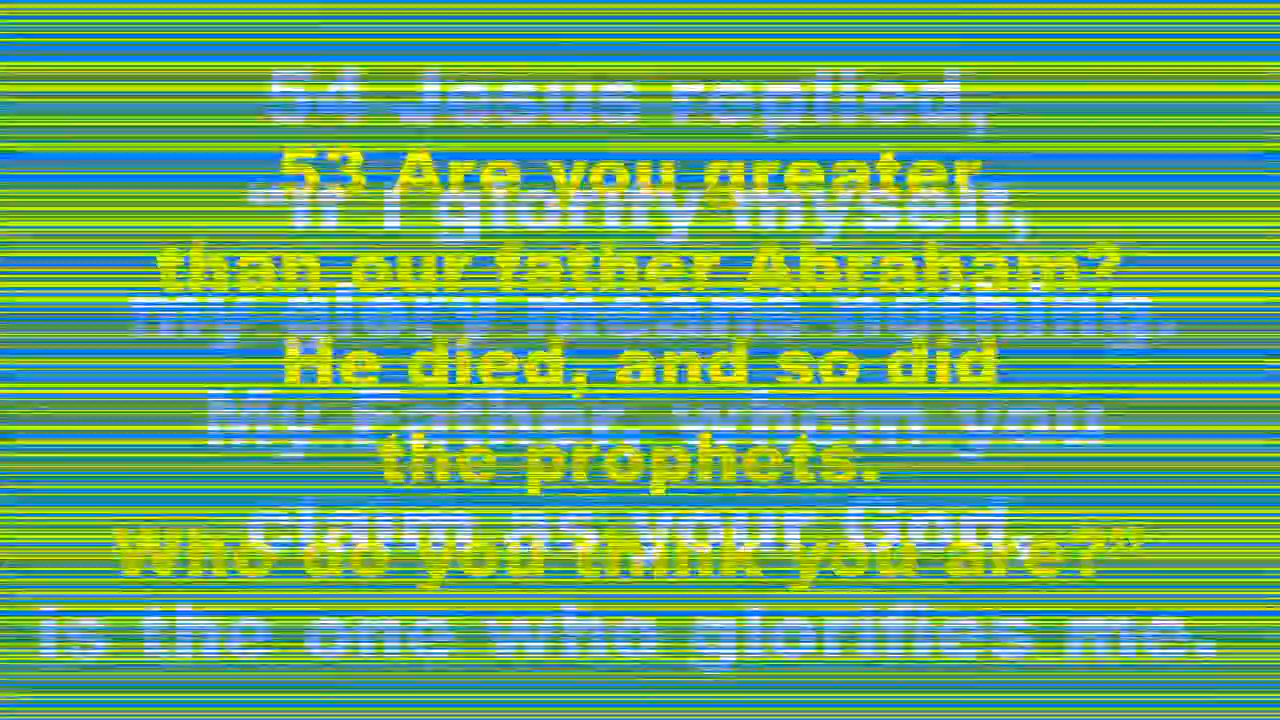 54 Jesus replied,
53 Are you greater
"If I glorify myself,
than our father Abraham?
my glory means nothing.
He died, and so did
My Father, whom you
the prophets.
claim as your God,
Who do you think you are?"
is the one who glorifies me.